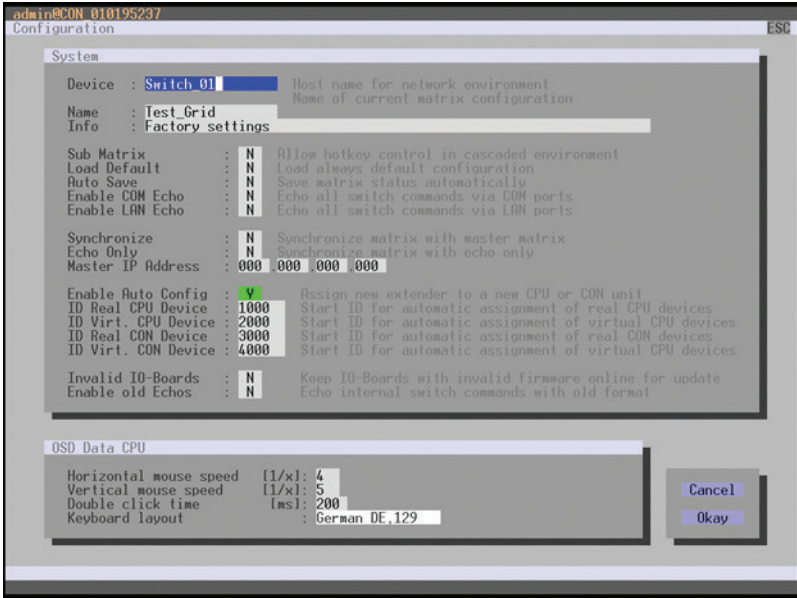 admin@CON_010195237
Configuration ESC
System
Device : Switch_01 Host name for network environment
Name of current matrix configuration
Name : Test_Grid
Info : Factory settings
Sub Matrix : N Allow hotkey control in cascaded environment
Load Default : N Load always default configuration
Auto Save : N Save matrix status automatically
Enable COM Echo : N Echo all switch commands via COM ports
Enable LAN Echo : N Echo all switch commands via LAN ports
Synchronize : N Synchronize matrix with master matrix
Echo Only : N Synchronize matrix with echo only
Master IP Address : 000 .000 .000 .000
Enable Auto Config : Y Assign new extender to a new CPU or CON unit
ID Real CPU Device : 1000 Start ID for automatic assignment of real CPU devices
ID Virt. CPU Device : 2000 Start ID for automatic assignment of virtual CPU devices
ID Real CON Device : 3000 Start ID for automatic assignment of real CON devices
ID Virt. CON Device : 4000 Start ID for automatic assignment of virtual CPU devices
Invalid IO-Boards : N Keep IO-Boards with invalid firmware online for update
Enable old Echos : N Echo internal switch commands with old format
OSD Data CPU
Horizontal mouse speed [1/x]: 4
Vertical mouse speed [1/x]: 5
Double click time [ms]: 200
Keyboard layout : German DE,129
Cancel
Okay